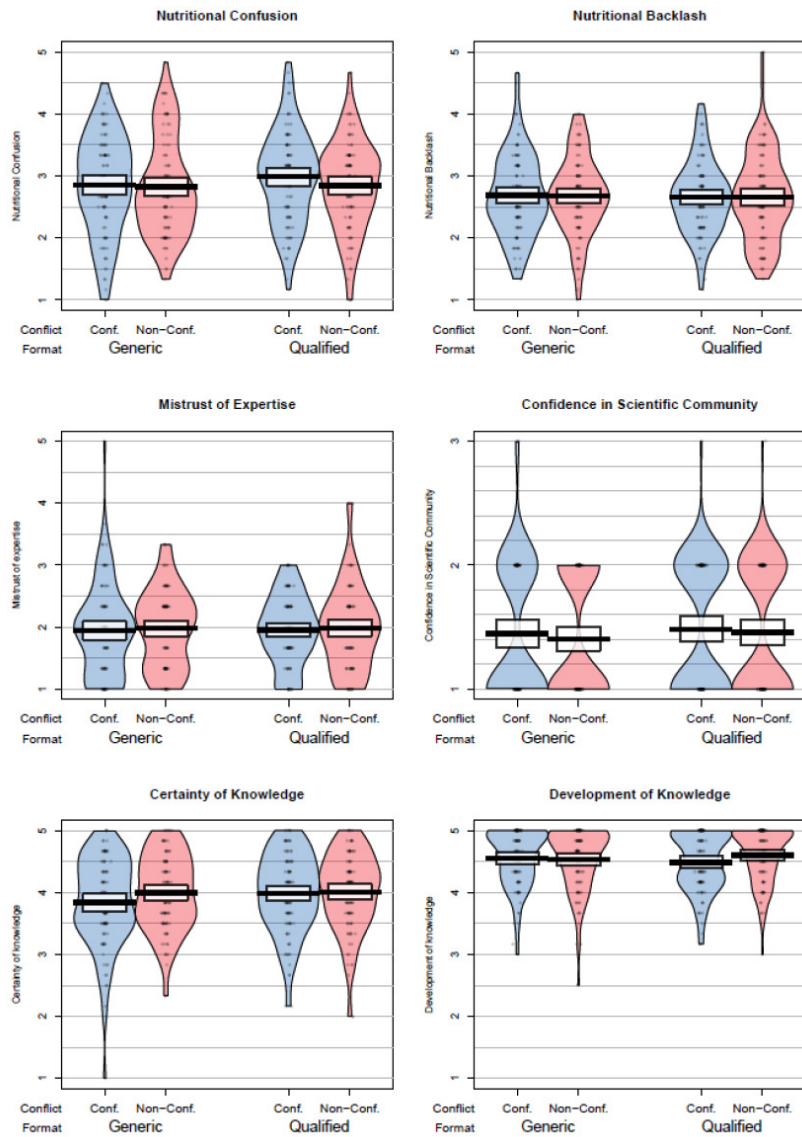 Nutritional Confusion
Nutritional Confusion
5
4
3
2
1
Conflict Conf. Non−Conf. Conf. Non−Conf.
Format Generic Qualified
Nutritional Backlash
Nutritional Backlash
5
4
3
2
1
Conflict Conf. Non−Conf. Conf. Non−Conf.
Format Generic Qualified
Mistrust of Expertise
Mistrust of expertise
5
4
3
2
1
Conflict Conf. Non−Conf. Conf. Non−Conf.
Format Generic Qualified
Confidence in Scientific Community
Confidence in Scientific Community
3
2
1
Conflict Conf. Non−Conf. Conf. Non−Conf.
Format Generic Qualified
Certainty of Knowledge
Certainty of knowledge
5
4
3
2
1
Conflict Conf. Non−Conf. Conf. Non−Conf.
Format Generic Qualified
Development of Knowledge
Development of knowledge
5
4
3
2
1
Conflict Conf. Non−Conf. Conf. Non−Conf.
Format Generic Qualified